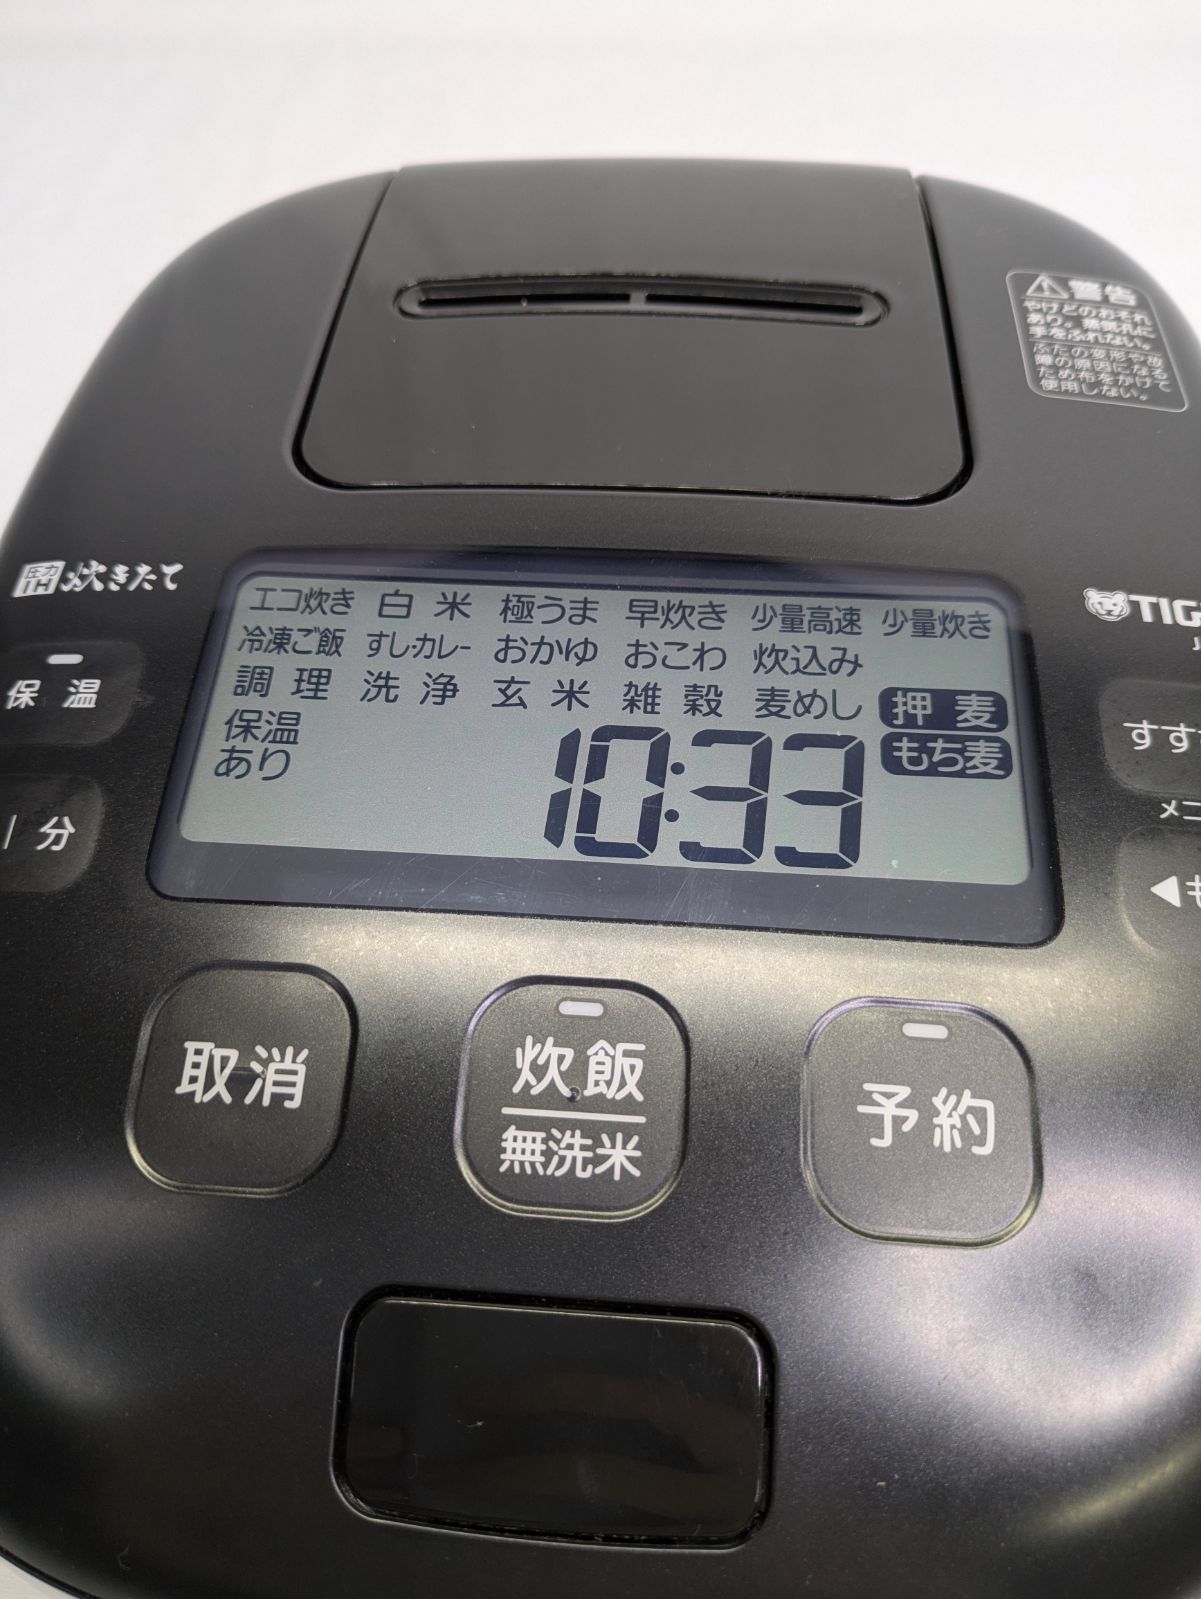 警告
やけどのおそれ
あり。蒸気孔に
手をふれない。
ふたの変形や故
障の原因になる
ため布をかけて
使用しない。
炊きたて
エコ炊き 白米 極うま 早炊き 少量高速 少量炊き
冷凍ご飯 すし・カレー おかゆ おこわ 炊込み
調理 洗浄 玄米 雑穀 麦めし 押麦
保温
あり
10:33
もち麦
TIG
保温
分
すす
メニ
◀も
取消
炊飯
無洗米
予約